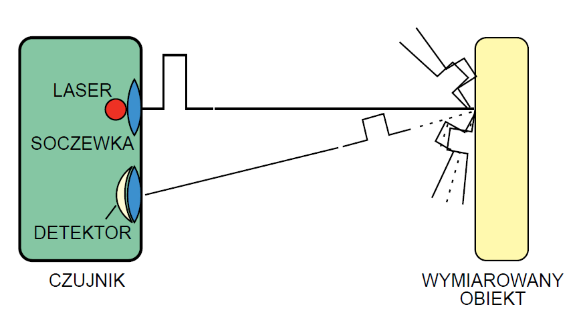 LASER
SOCZEWKA
DETEKTOR
CZUJNIK
WYMIAROWANY
OBIEKT